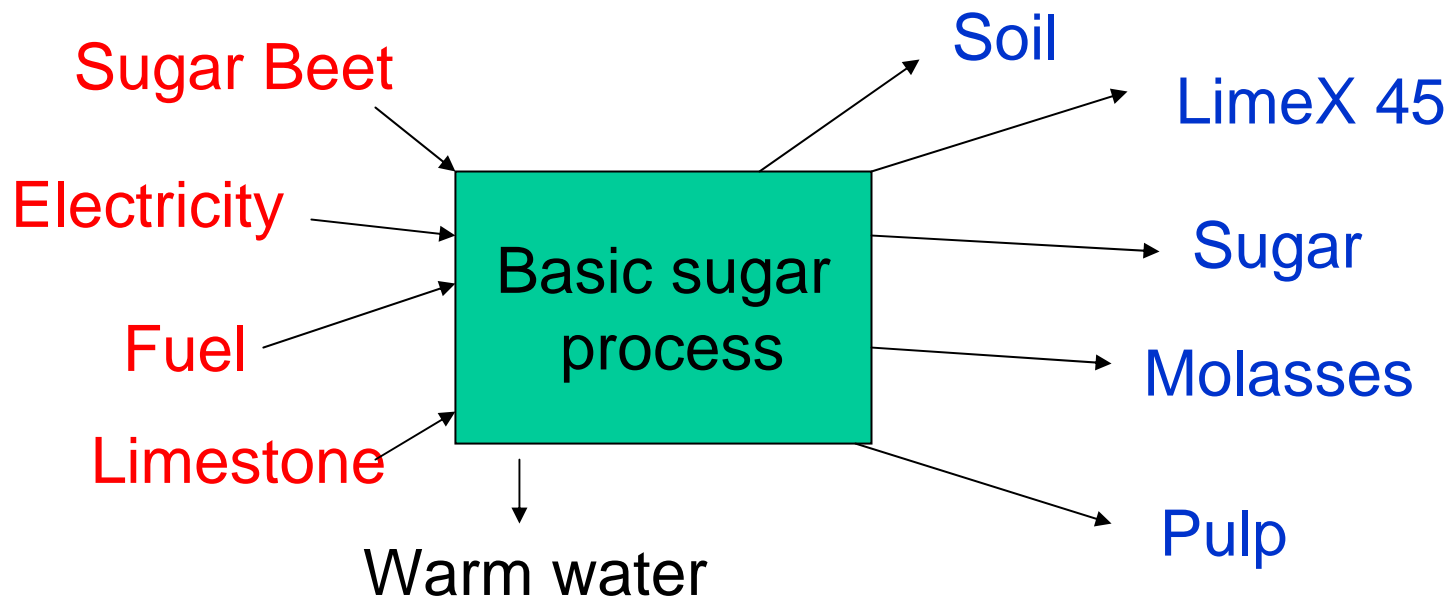 Sugar Beet
Electricity
Fuel
Limestone
Basic sugar
process
Warm water
Soil
LimeX 45
Sugar
Molasses
Pulp